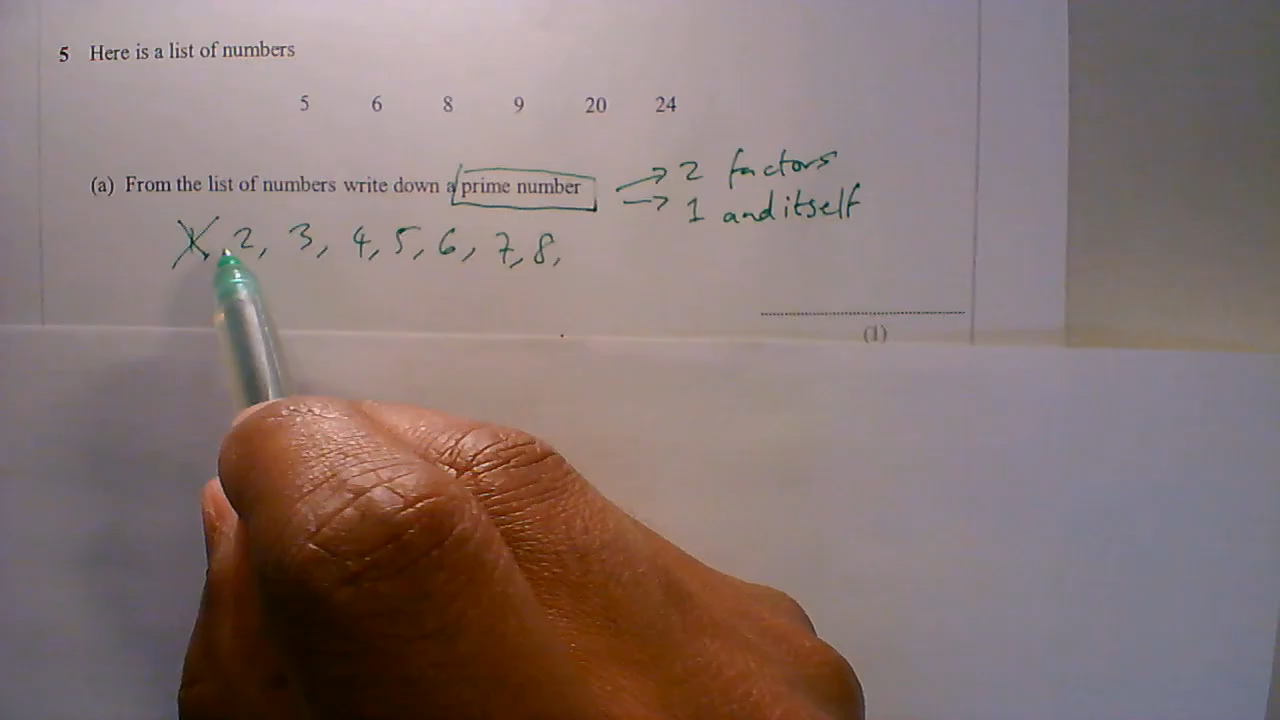 5 Here is a list of numbers
5 6 8 9 20 24
(a) From the list of numbers write down a prime number → 2 factors
→ 1 and itself
1, 2, 3, 4, 5, 6, 7, 8,
(1)